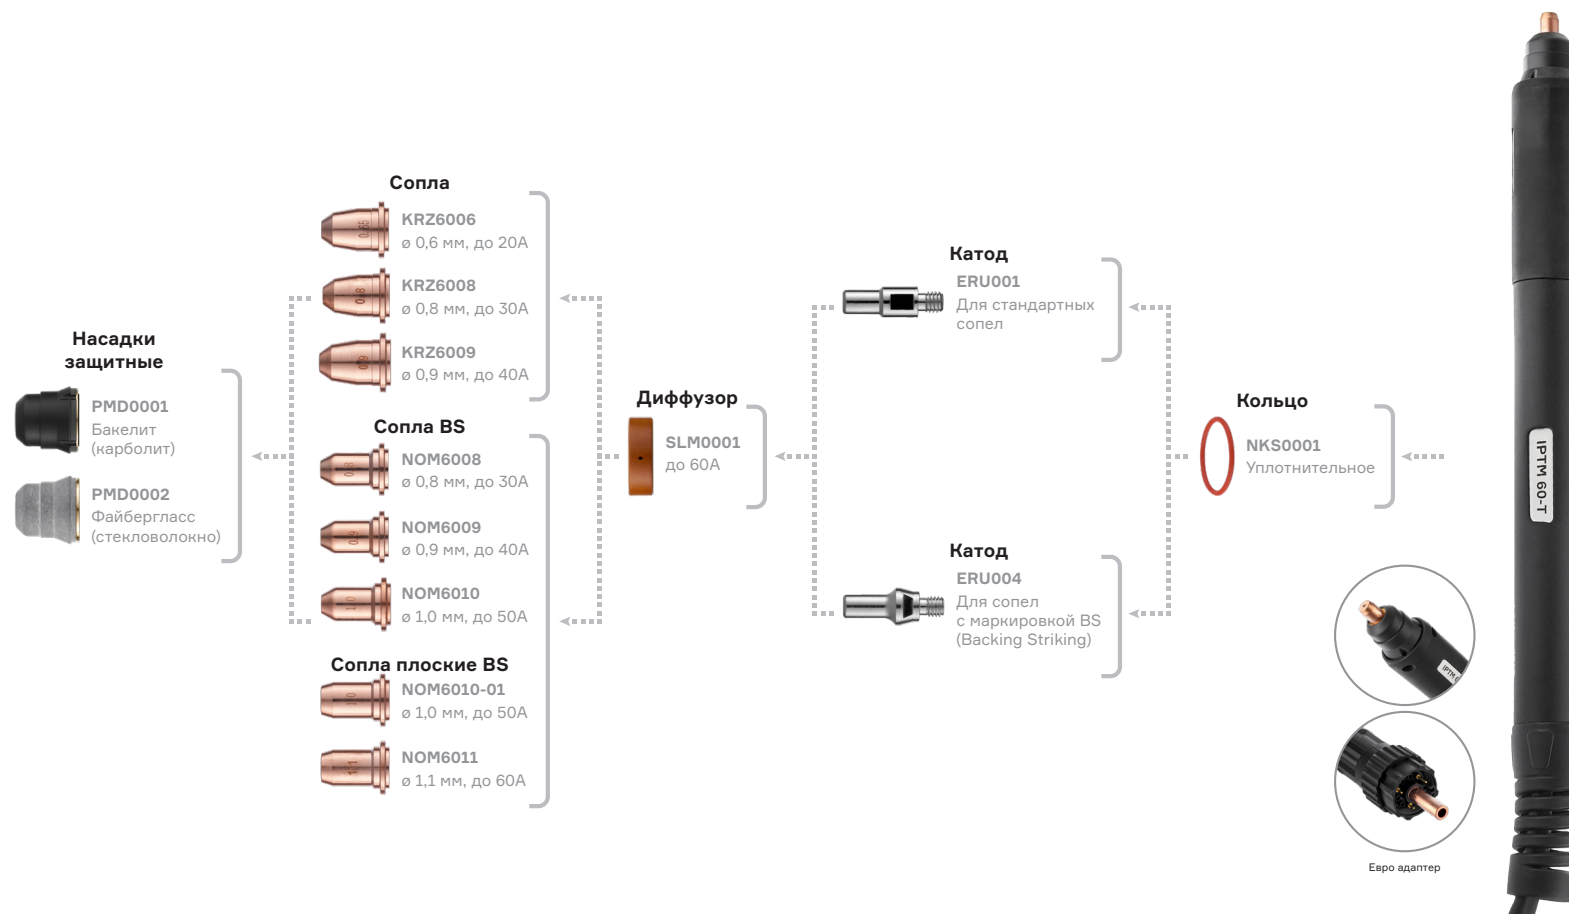 Насадки
защитные
PMD0001
Бакелит
(карболит)
PMD0002
Файбергласс
(стекловолокно)
Сопла
KRZ6006
ø 0,6 мм, до 20А
KRZ6008
ø 0,8 мм, до 30А
KRZ6009
ø 0,9 мм, до 40А
Сопла BS
NOM6008
ø 0,8 мм, до 30А
NOM6009
ø 0,9 мм, до 40А
NOM6010
ø 1,0 мм, до 50А
Сопла плоские BS
NOM6010-01
ø 1,0 мм, до 50А
NOM6011
ø 1,1 мм, до 60А
Диффузор
SLM0001
до 60А
Катод
ERU001
Для стандартных
сопел
Катод
ERU004
Для сопел
с маркировкой BS
(Backing Striking)
Кольцо
NKS0001
Уплотнительное
IPTM 60-T
Евро адаптер